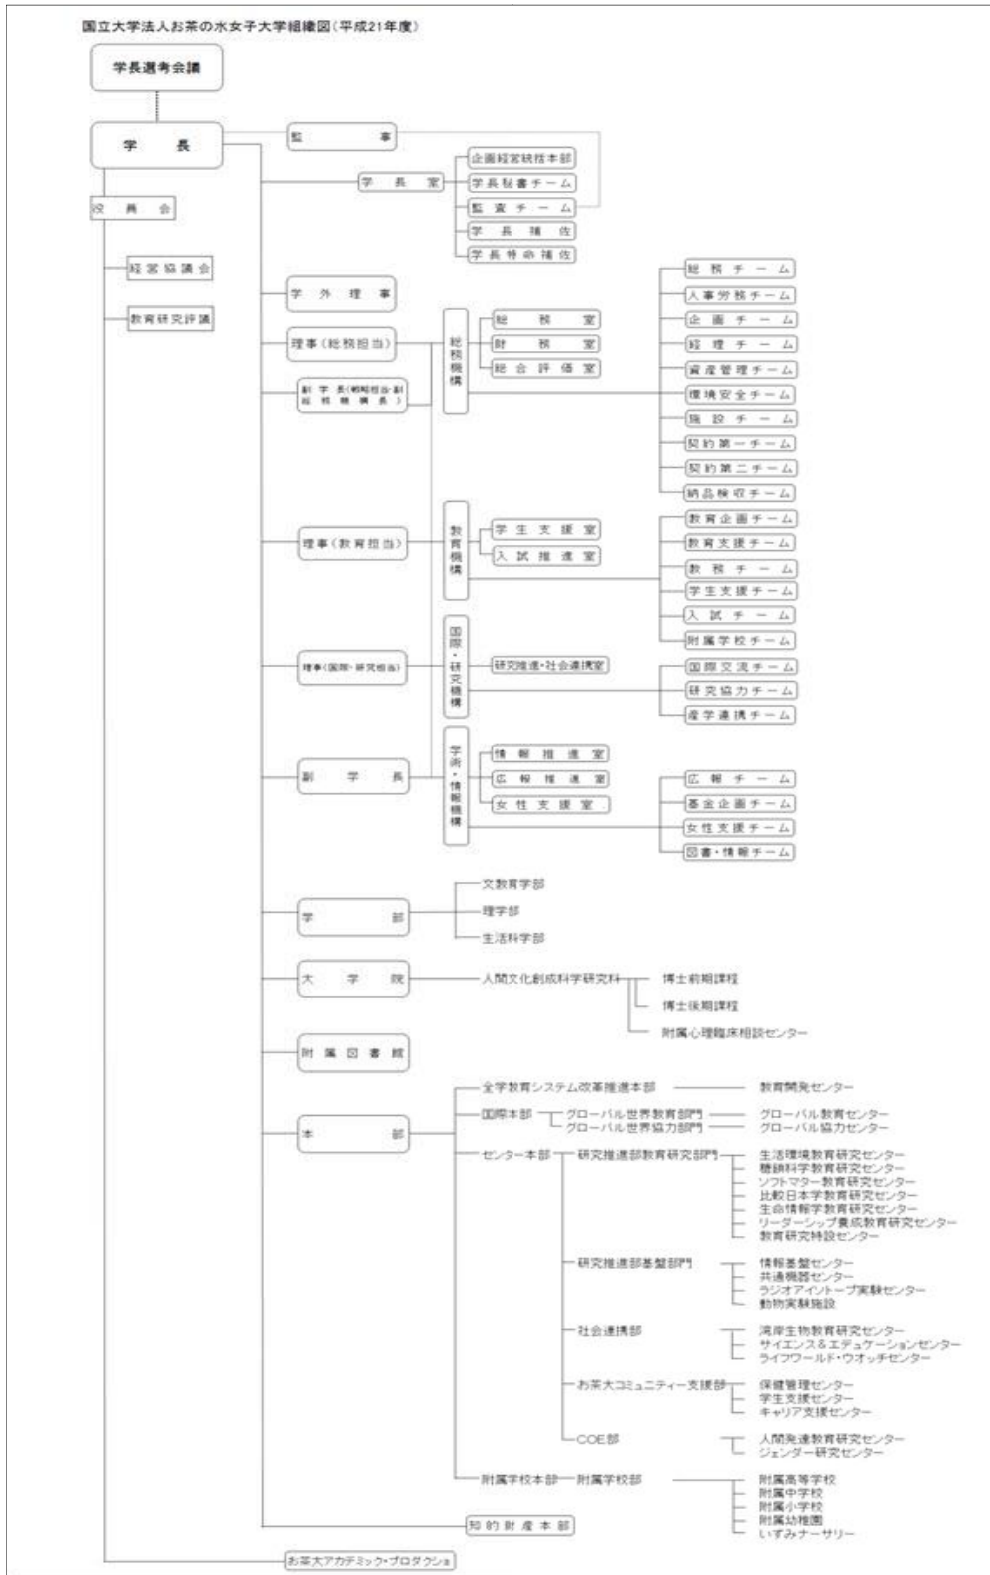 国立大学法人お茶の水女子大学組織図(平成21年度)
学長選考会議
学長
監事
企画経営統括本部
学長室
学長秘書チーム
監査チーム
学長補佐
学長特命補佐
役員会
経営協議会
教育研究評議
学外理事
理事(総務担当)
副学長(戦略担当・副
総務機構長)
総務機構
総務室
財務室
総合評価室
総務チーム
人事労務チーム
企画チーム
経理チーム
資産管理チーム
環境安全チーム
施設チーム
契約第一チーム
契約第二チーム
納品検収チーム
理事(教育担当)
教育機構
学生支援室
入試推進室
教育企画チーム
教育支援チーム
教務チーム
学生支援チーム
入試チーム
附属学校チーム
理事(国際・研究担当)
国際・研究機構
研究推進・社会連携室
国際交流チーム
研究協力チーム
産学連携チーム
副学長
学術・情報機構
情報推進室
広報推進室
女性支援室
広報チーム
基金企画チーム
女性支援チーム
図書・情報チーム
学部
文教育学部
理学部
生活科学部
大学院
人間文化創成科学研究科
博士前期課程
博士後期課程
附属心理臨床相談センター
附属図書館
本部
全学教育システム改革推進本部
教育開発センター
国際本部
グローバル世界教育部門
グローバル教育センター
グローバル世界協力部門
グローバル協力センター
センター本部
研究推進部教育研究部門
生活環境教育研究センター
糖鎖科学教育研究センター
ソフトマター教育研究センター
比較日本学教育研究センター
生命情報学教育研究センター
リーダーシップ養成教育研究センター
教育研究特設センター
研究推進部基盤部門
情報基盤センター
共通機器センター
ラジオアイソトープ実験センター
動物実験施設
社会連携部
湾岸生物教育研究センター
サイエンス&エデュケーションセンター
ライフワールド・ウオッチセンター
お茶大コミュニティー支援部
保健管理センター
学生支援センター
キャリア支援センター
COE部
人間発達教育研究センター
ジェンダー研究センター
附属学校本部
附属学校部
附属高等学校
附属中学校
附属小学校
附属幼稚園
いずみナーサリー
知的財産本部
お茶大アカデミック・プロダクショ